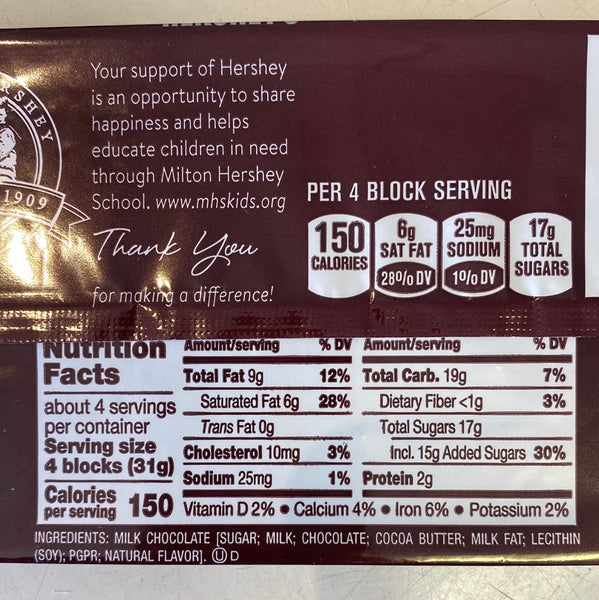 HERSHEY'S
HERSHEY
1909
Your support of Hershey
is an opportunity to share
happiness and helps
educate children in need
through Milton Hershey
School. www.mhskids.org
Thank You
for making a difference!
PER 4 BLOCK SERVING
150 CALORIES
6g SAT FAT 28% DV
25mg SODIUM 1% DV
17g TOTAL SUGARS
Nutrition
Facts
about 4 servings
per container
Serving size
4 blocks (31g)
Calories
per serving 150
Amount/serving % DV
Total Fat 9g 12%
Saturated Fat 6g 28%
Trans Fat 0g
Cholesterol 10mg 3%
Sodium 25mg 1%
Amount/serving % DV
Total Carb. 19g 7%
Dietary Fiber <1g 3%
Total Sugars 17g
Incl. 15g Added Sugars 30%
Protein 2g
Vitamin D 2% • Calcium 4% • Iron 6% • Potassium 2%
INGREDIENTS: MILK CHOCOLATE [SUGAR; MILK; CHOCOLATE; COCOA BUTTER; MILK FAT; LECITHIN
(SOY); PGPR; NATURAL FLAVOR]. Ⓤ D